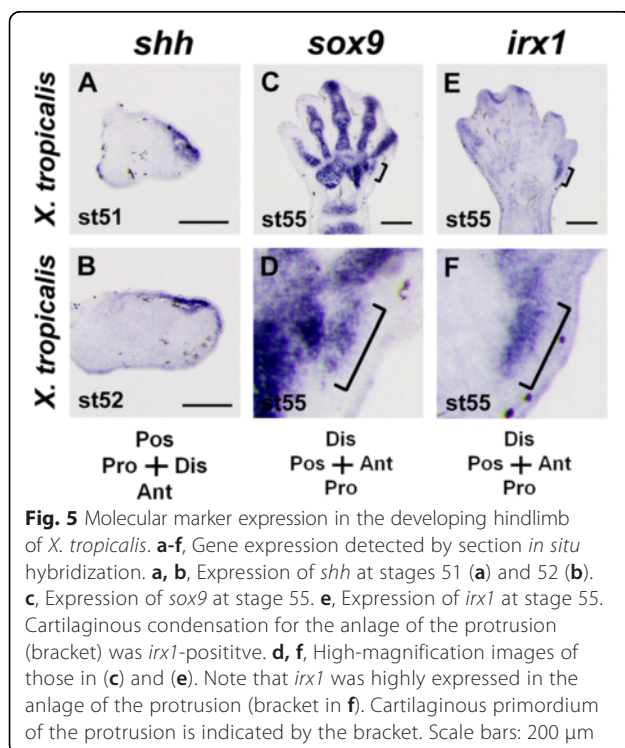 shh sox9 irx1
X. tropicalis
A
st51
C
st55
E
st55
X. tropicalis
B
st52
D
st55
F
st55
Pos
Pro + Dis
Ant
Dis
Pos + Ant
Pro
Dis
Pos + Ant
Pro
Fig. 5 Molecular marker expression in the developing hindlimb
of X. tropicalis. a-f, Gene expression detected by section in situ
hybridization. a, b, Expression of shh at stages 51 (a) and 52 (b).
c, Expression of sox9 at stage 55. e, Expression of irx1 at stage 55.
Cartilaginous condensation for the anlage of the protrusion
(bracket) was irx1-posititve. d, f, High-magnification images of
those in (c) and (e). Note that irx1 was highly expressed in the
anlage of the protrusion (bracket in f). Cartilaginous primordium
of the protrusion is indicated by the bracket. Scale bars: 200 μm